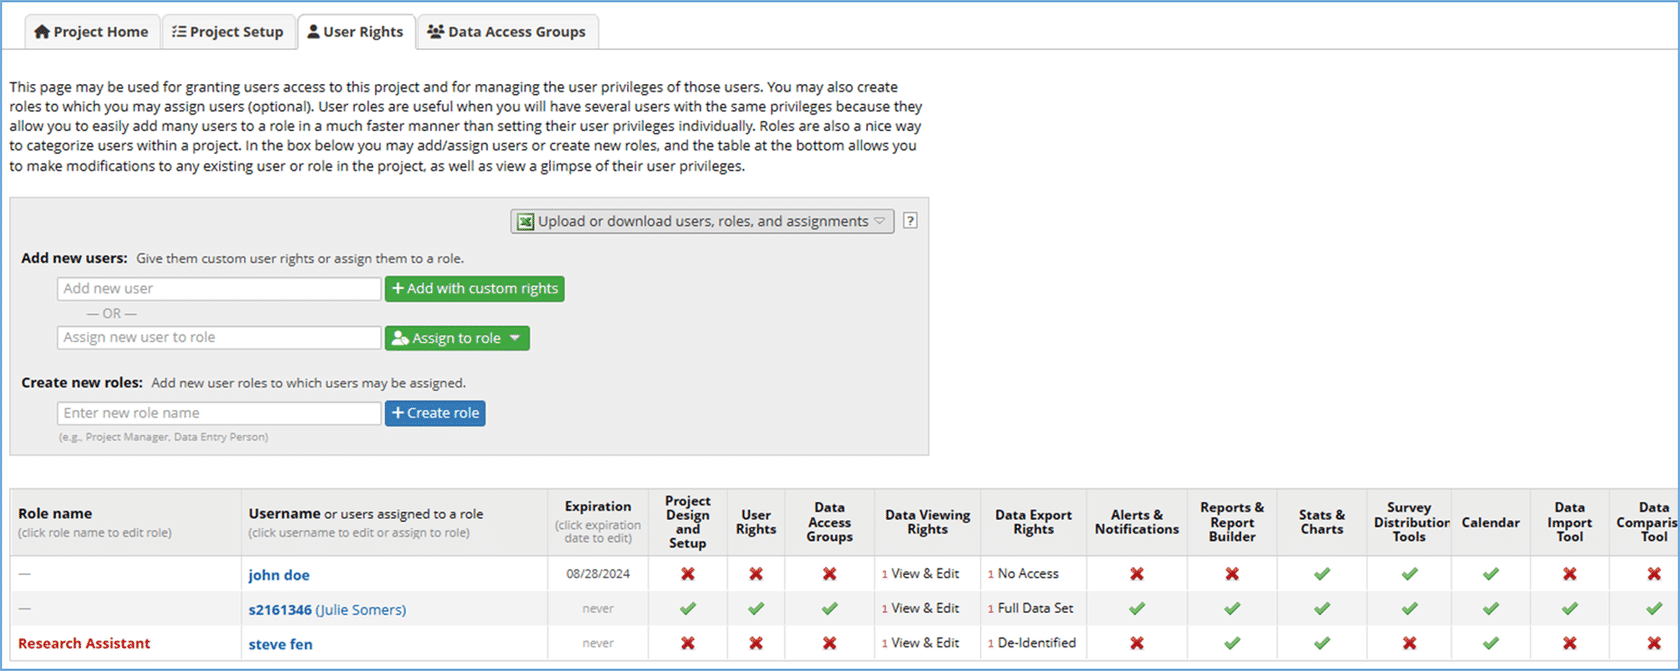 Project Home
Project Setup
User Rights
Data Access Groups
This page may be used for granting users access to this project and for managing the user privileges of those users. You may also create
roles to which you may assign users (optional). User roles are useful when you will have several users with the same privileges because they
allow you to easily add many users to a role in a much faster manner than setting their user privileges individually. Roles are also a nice way
to categorize users within a project. In the box below you may add/assign users or create new roles, and the table at the bottom allows you
to make modifications to any existing user or role in the project, as well as view a glimpse of their user privileges.
Upload or download users, roles, and assignments ?
Add new users: Give them custom user rights or assign them to a role.
Add new user
+ Add with custom rights
— OR —
Assign new user to role
Assign to role
Create new roles: Add new user roles to which users may be assigned.
Enter new role name
+ Create role
(e.g., Project Manager, Data Entry Person)
Role name
(click role name to edit role)
Username or users assigned to a role
(click username to edit or assign to role)
Expiration
(click expiration
date to edit)
Project
Design
and
Setup
User
Rights
Data
Access
Groups
Data Viewing
Rights
Data Export
Rights
Alerts &
Notifications
Reports &
Report
Builder
Stats &
Charts
Survey
Distribution
Tools
Calendar
Data
Import
Tool
Data
Comparis
Tool
— john doe 08/28/2024 1 View & Edit 1 No Access
— s2161346 (Julie Somers) never 1 View & Edit 1 Full Data Set
Research Assistant steve fen never 1 View & Edit 1 De-Identified